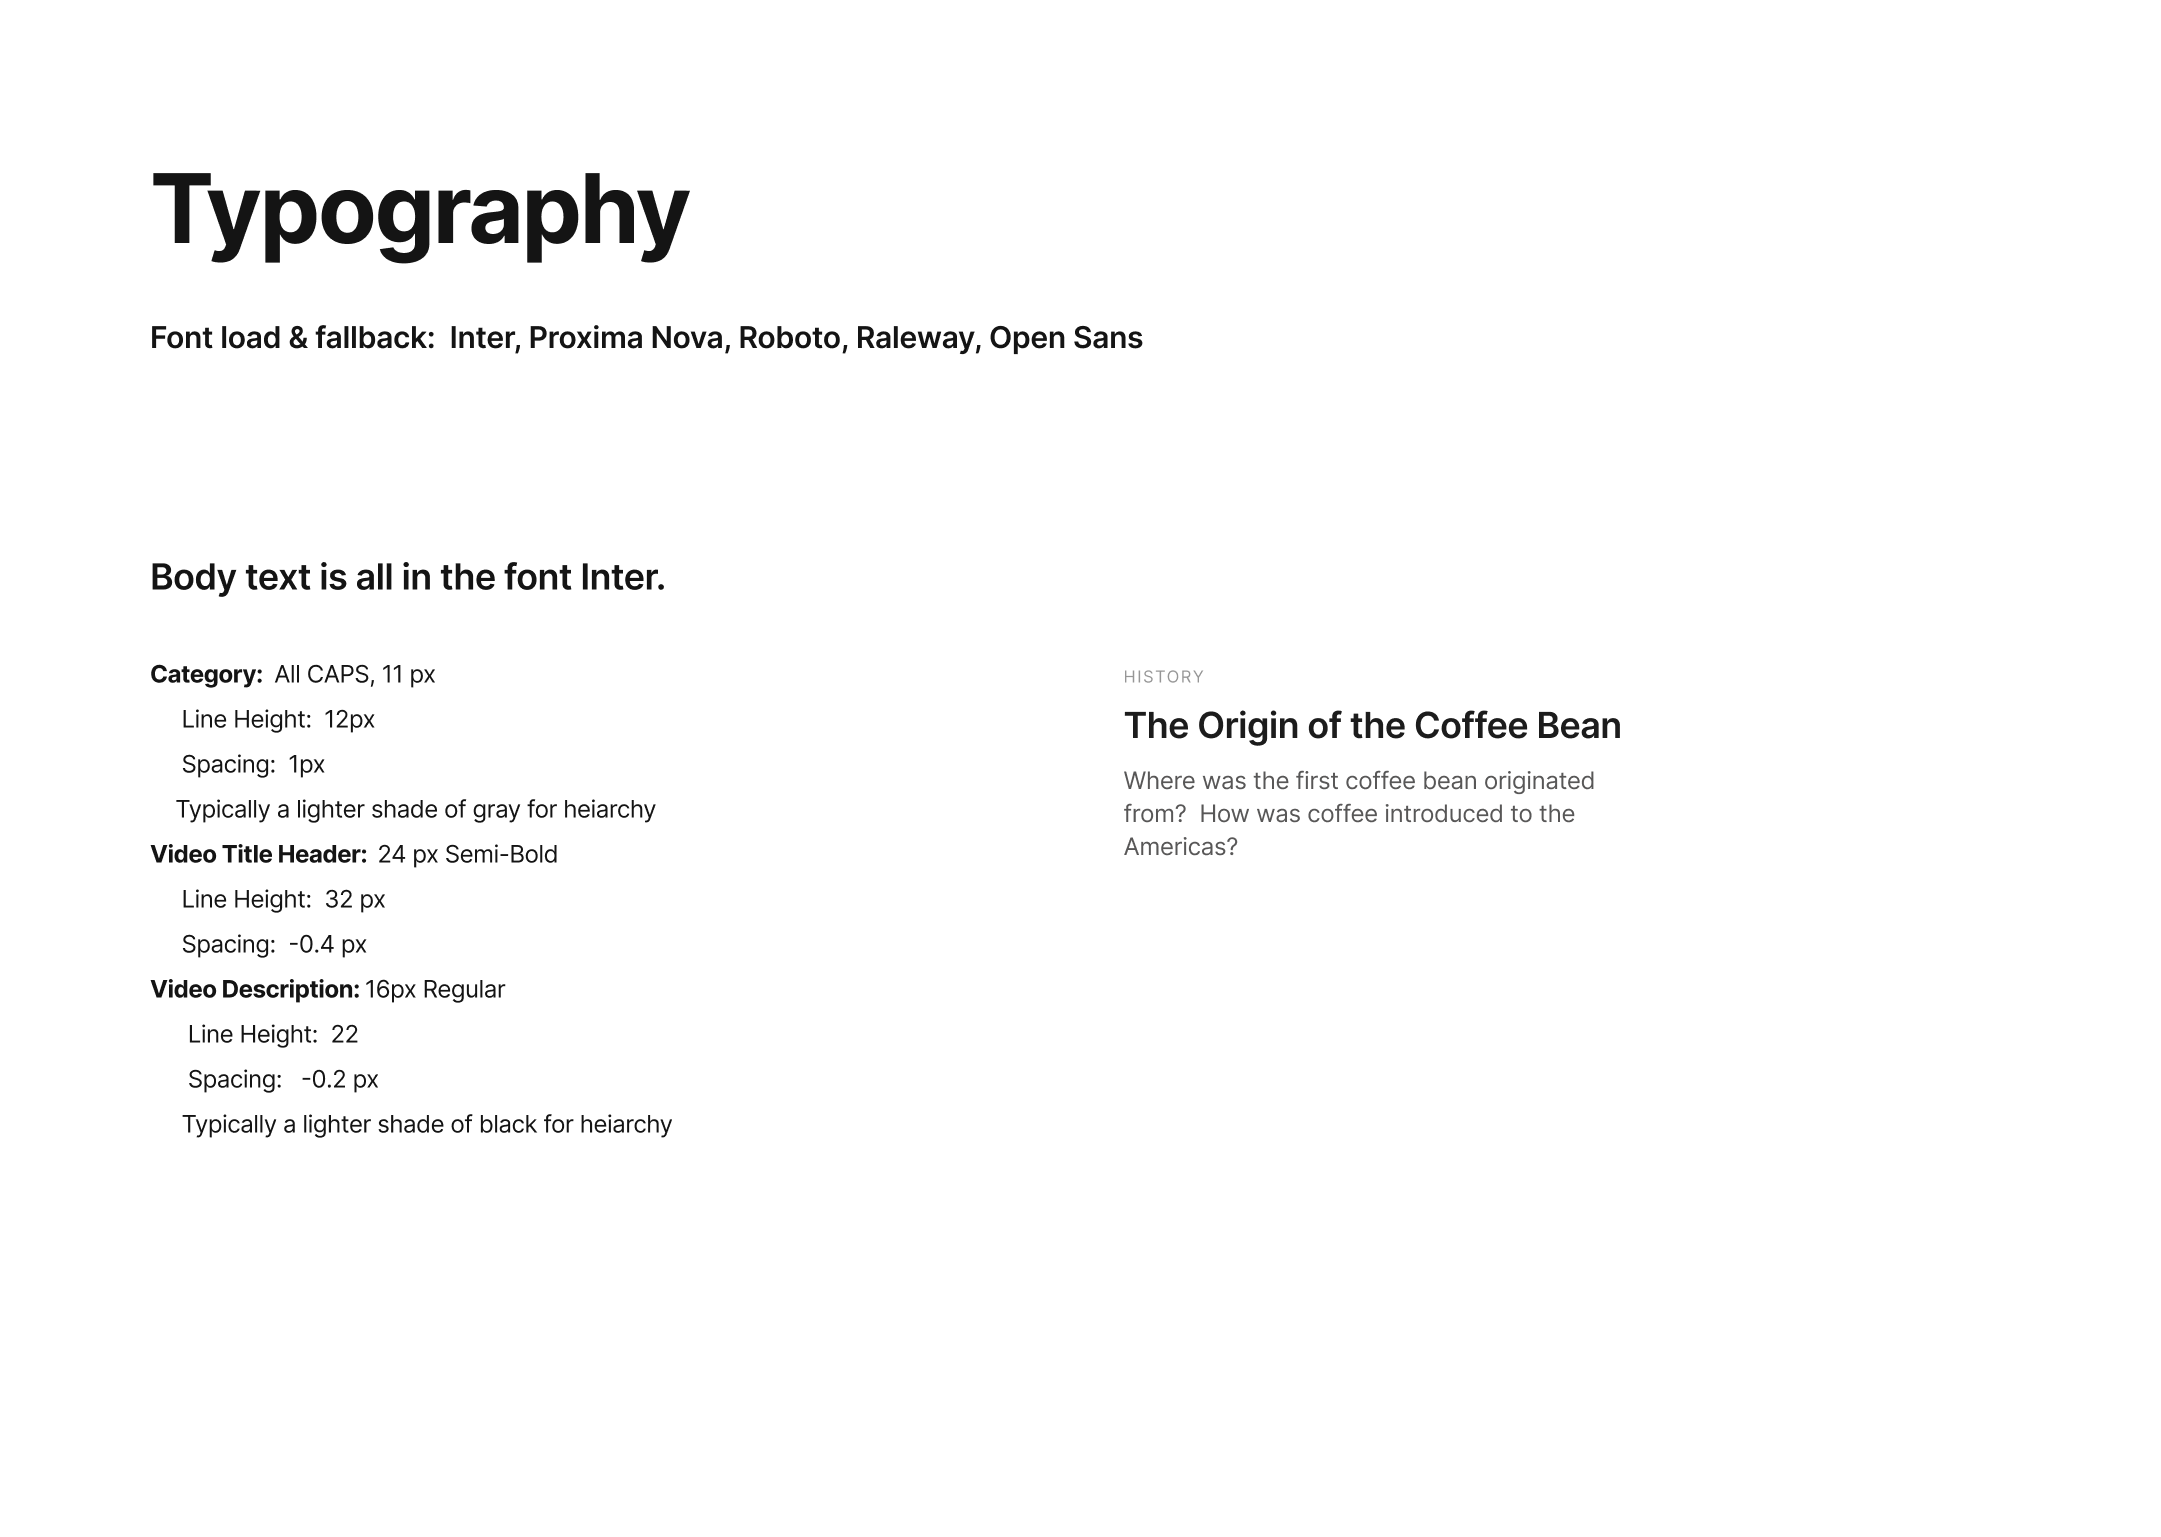 Typography
Font load & fallback: Inter, Proxima Nova, Roboto, Raleway, Open Sans
Body text is all in the font Inter.
Category: All CAPS, 11 px
Line Height: 12px
Spacing: 1px
Typically a lighter shade of gray for heiarchy
Video Title Header: 24 px Semi-Bold
Line Height: 32 px
Spacing: -0.4 px
Video Description: 16px Regular
Line Height: 22
Spacing: -0.2 px
Typically a lighter shade of black for heiarchy
HISTORY
The Origin of the Coffee Bean
Where was the first coffee bean originated
from? How was coffee introduced to the
Americas?